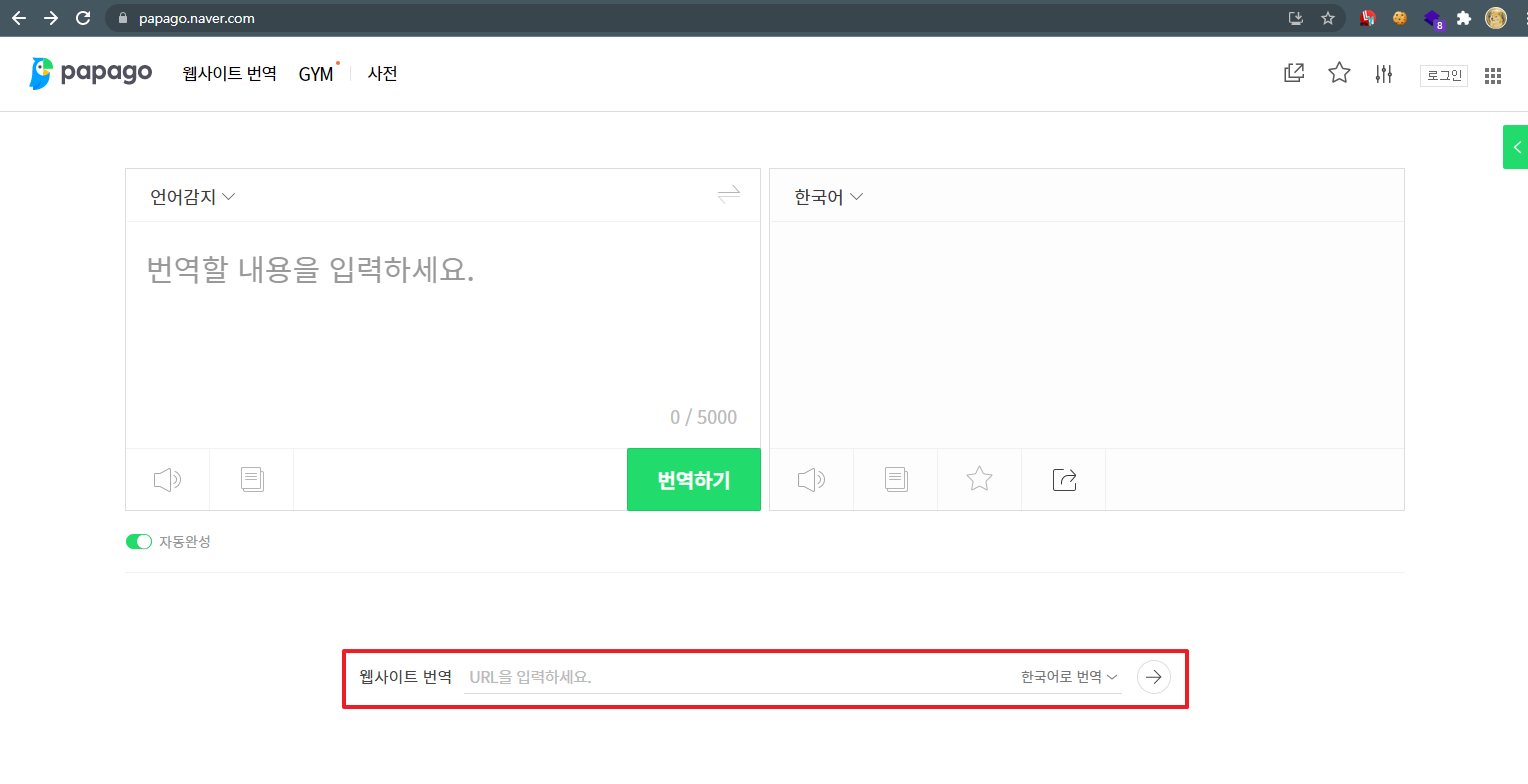 papago.naver.com
8
papago 웹사이트 번역 GYM 사전 로그인
언어감지 한국어
번역할 내용을 입력하세요.
0 / 5000
번역하기
자동완성
웹사이트 번역 URL을 입력하세요. 한국어로 번역